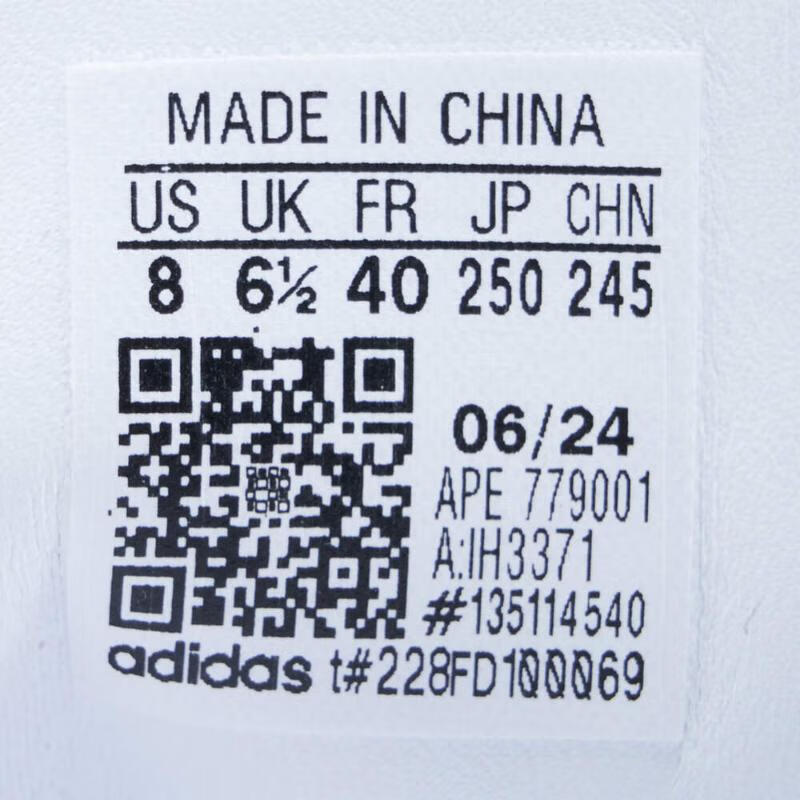 MADE IN CHINA
US UK FR JP CHN
8 6½ 40 250 245
06/24
APE 779001
A:IH3371
#135114540
adidas t#228FD100069